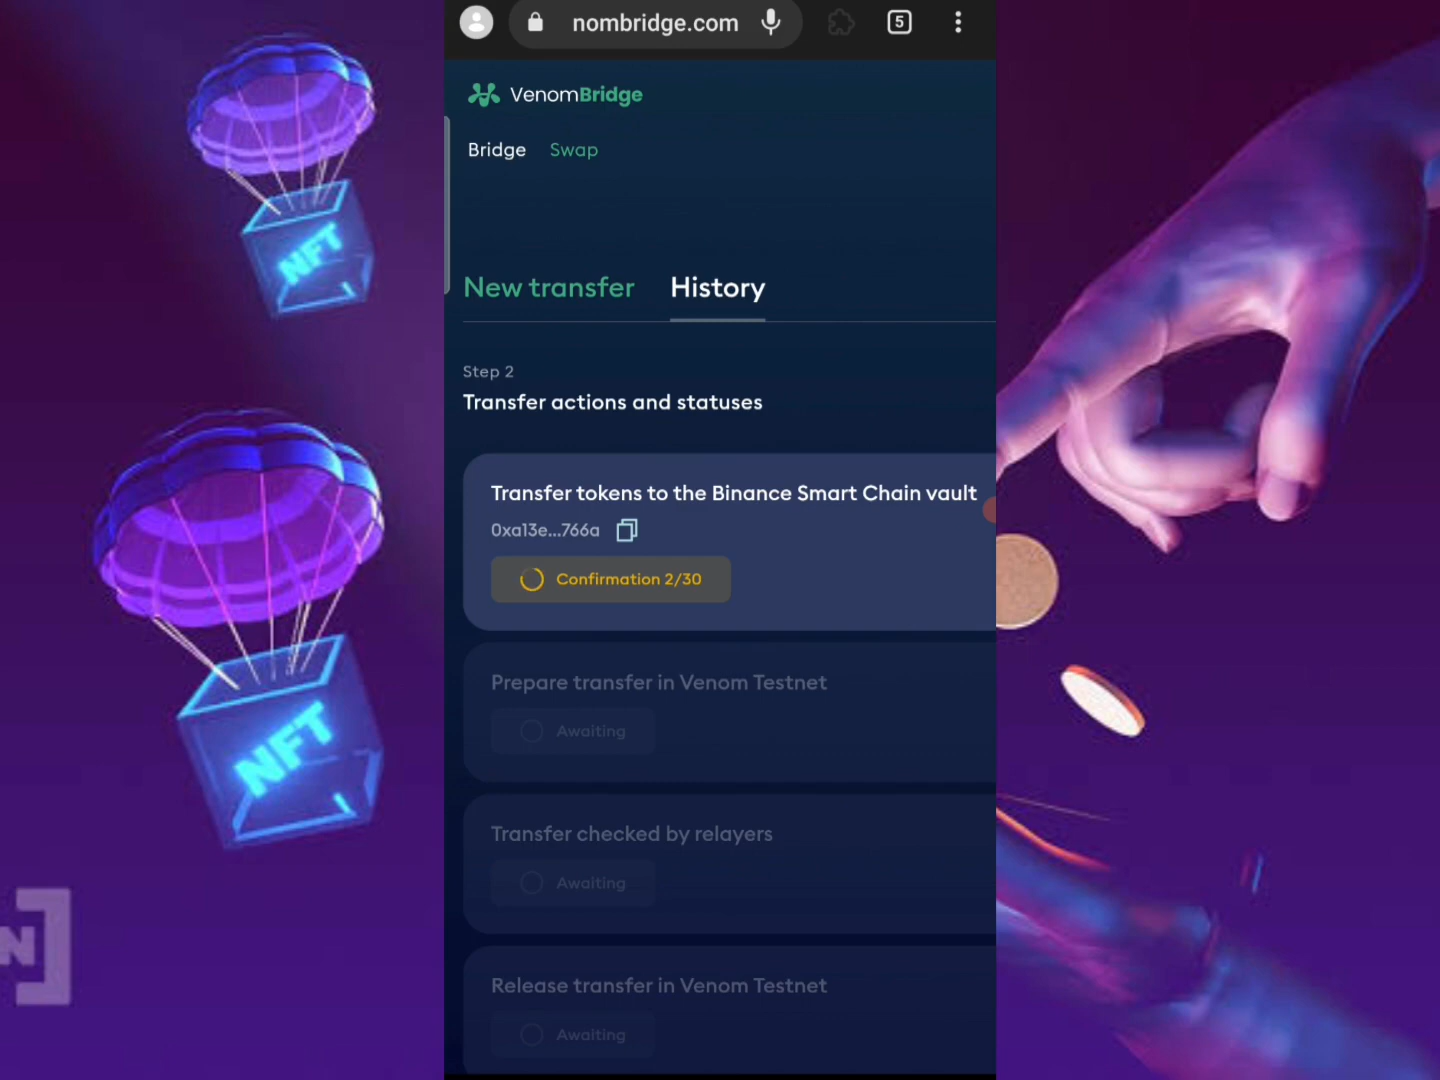 NFT
NFT
N
nombridge.com
5
VenomBridge
Bridge
Swap
New transfer
History
Step 2
Transfer actions and statuses
Transfer tokens to the Binance Smart Chain vault
0xa13e...766a
Confirmation 2/30
Prepare transfer in Venom Testnet
Awaiting
Transfer checked by relayers
Awaiting
Release transfer in Venom Testnet
Awaiting